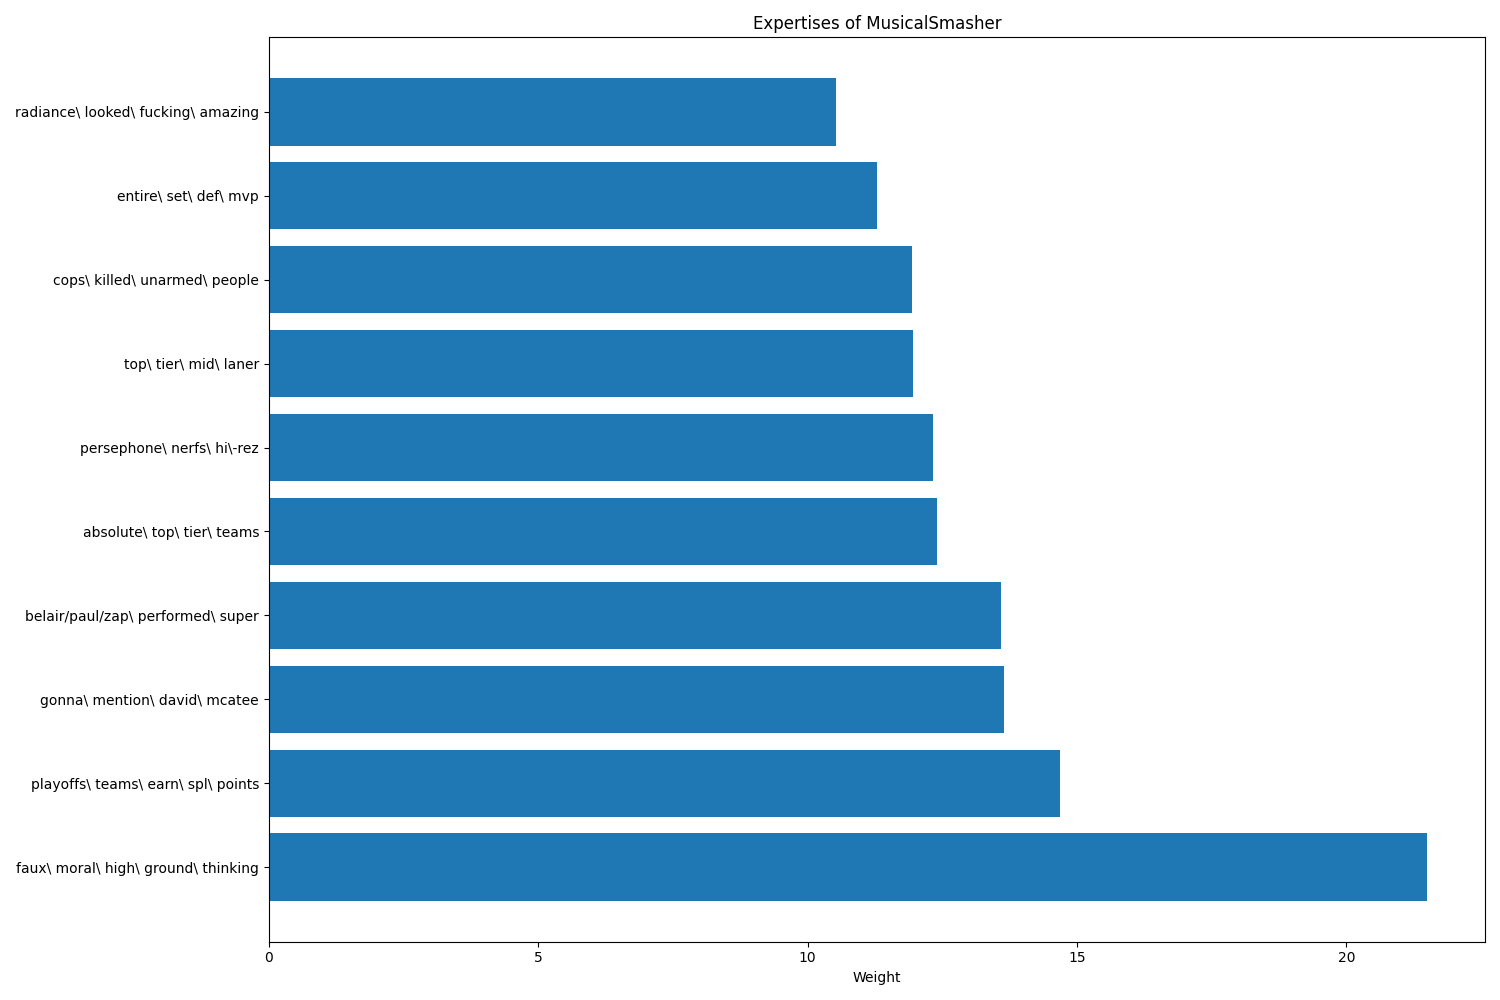 Expertises of MusicalSmasher
radiance\ looked\ fucking\ amazing
entire\ set\ def\ mvp
cops\ killed\ unarmed\ people
top\ tier\ mid\ laner
persephone\ nerfs\ hi\-rez
absolute\ top\ tier\ teams
belair/paul/zap\ performed\ super
gonna\ mention\ david\ mcatee
playoffs\ teams\ earn\ spl\ points
faux\ moral\ high\ ground\ thinking
0 5 10 15 20
Weight